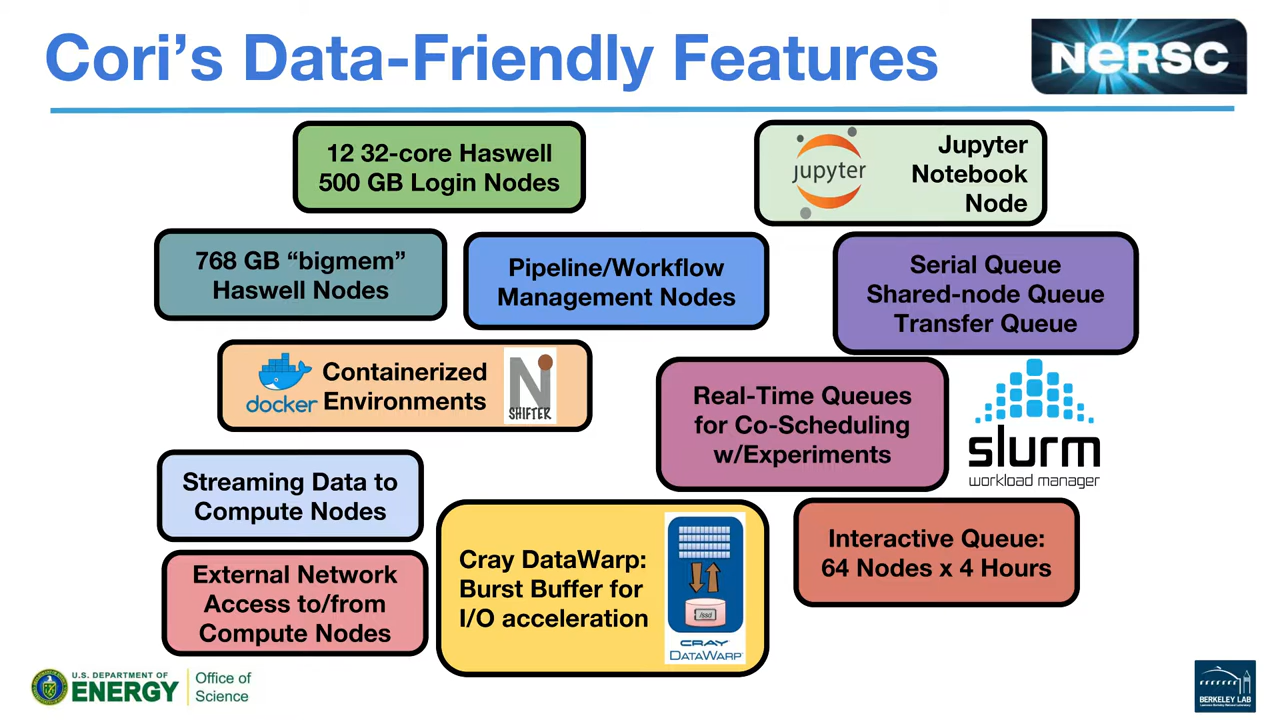 Cori’s Data-Friendly Features
NERSC
12 32-core Haswell
500 GB Login Nodes
jupyter
Jupyter
Notebook
Node
768 GB “bigmem”
Haswell Nodes
Pipeline/Workflow
Management Nodes
Serial Queue
Shared-node Queue
Transfer Queue
docker
Containerized
Environments
N
SHIFTER
Real-Time Queues
for Co-Scheduling
w/Experiments
slurm
workload manager
Streaming Data to
Compute Nodes
External Network
Access to/from
Compute Nodes
Cray DataWarp:
Burst Buffer for
I/O acceleration
/ssd
CRAY
DATAWARP
Interactive Queue:
64 Nodes x 4 Hours
U.S. DEPARTMENT OF
ENERGY
Office of
Science
BERKELEY LAB